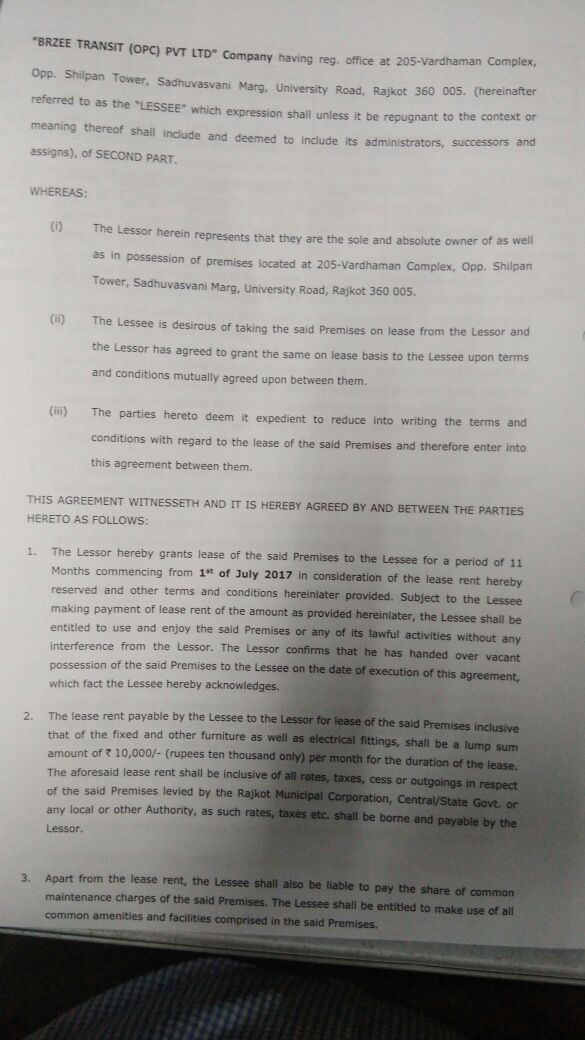 "BRZEE TRANSIT (OPC) PVT LTD" Company having reg. office at 205-Vardhaman Complex,
Opp. Shilpan Tower, Sadhuvasvani Marg, University Road, Rajkot 360 005. (hereinafter
referred to as the "LESSEE" which expression shall unless it be repugnant to the context or
meaning thereof shall include and deemed to include its administrators, successors and
assigns), of SECOND PART.
WHEREAS:
(i) The Lessor herein represents that they are the sole and absolute owner of as well
as in possession of premises located at 205-Vardhaman Complex, Opp. Shilpan
Tower, Sadhuvasvani Marg, University Road, Rajkot 360 005.
(ii) The Lessee is desirous of taking the said Premises on lease from the Lessor and
the Lessor has agreed to grant the same on lease basis to the Lessee upon terms
and conditions mutually agreed upon between them.
(iii) The parties hereto deem it expedient to reduce into writing the terms and
conditions with regard to the lease of the said Premises and therefore enter into
this agreement between them.
THIS AGREEMENT WITNESSETH AND IT IS HEREBY AGREED BY AND BETWEEN THE PARTIES
HERETO AS FOLLOWS:
1. The Lessor hereby grants lease of the said Premises to the Lessee for a period of 11
Months commencing from 1st of July 2017 in consideration of the lease rent hereby
reserved and other terms and conditions hereinlater provided. Subject to the Lessee
making payment of lease rent of the amount as provided hereinlater, the Lessee shall be
entitled to use and enjoy the said Premises or any of its lawful activities without any
interference from the Lessor. The Lessor confirms that he has handed over vacant
possession of the said Premises to the Lessee on the date of execution of this agreement,
which fact the Lessee hereby acknowledges.
2. The lease rent payable by the Lessee to the Lessor for lease of the said Premises inclusive
that of the fixed and other furniture as well as electrical fittings, shall be a lump sum
amount of ₹ 10,000/- (rupees ten thousand only) per month for the duration of the lease.
The aforesaid lease rent shall be inclusive of all rates, taxes, cess or outgoings in respect
of the said Premises levied by the Rajkot Municipal Corporation, Central/State Govt. or
any local or other Authority, as such rates, taxes etc. shall be borne and payable by the
Lessor.
3. Apart from the lease rent, the Lessee shall also be liable to pay the share of common
maintenance charges of the said Premises. The Lessee shall be entitled to make use of all
common amenities and facilities comprised in the said Premises.